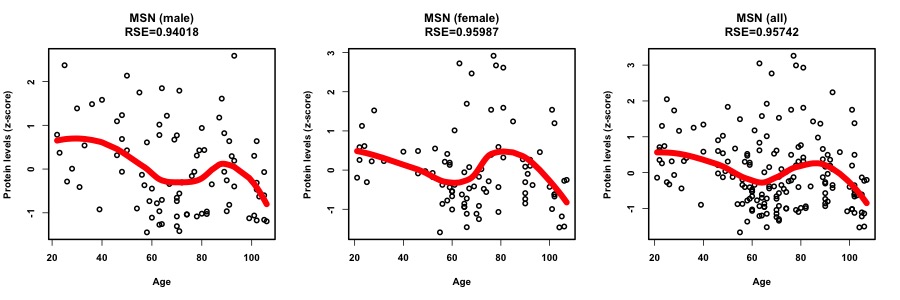 MSN (male)
RSE=0.94018
Protein levels (z-score)
2
1
0
-1
20
40
60
80
100
Age
MSN (female)
RSE=0.95987
Protein levels (z-score)
3
2
1
0
-1
20
40
60
80
100
Age
MSN (all)
RSE=0.95742
Protein levels (z-score)
3
2
1
0
-1
20
40
60
80
100
Age